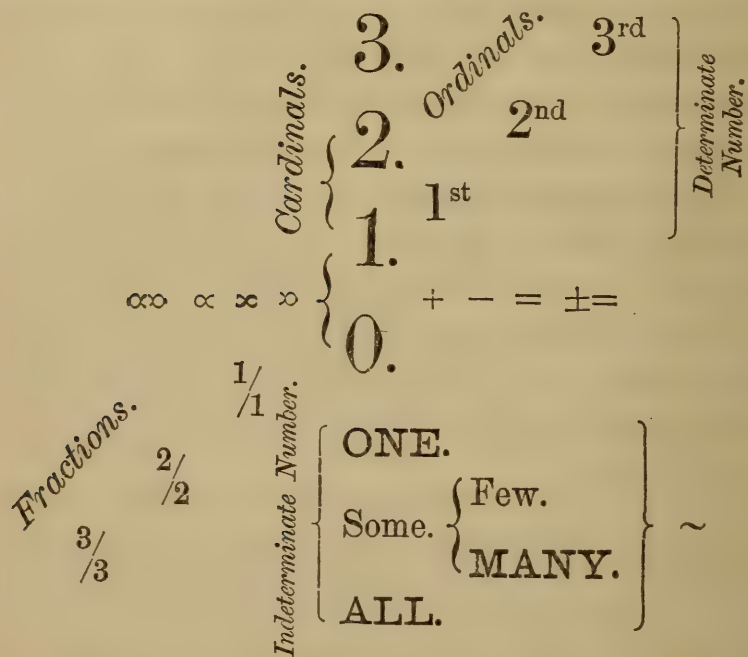 3. Ordinals. 3rd
Cardinals. 2. 2nd
Determinate
Number.
1. 1st
∝∞ ∝ ∞ 0. + − = ±=
Fractions. 1/1
2/2
3/3
Indeterminate Number.
ONE.
Some. Few.
MANY. ~
ALL.